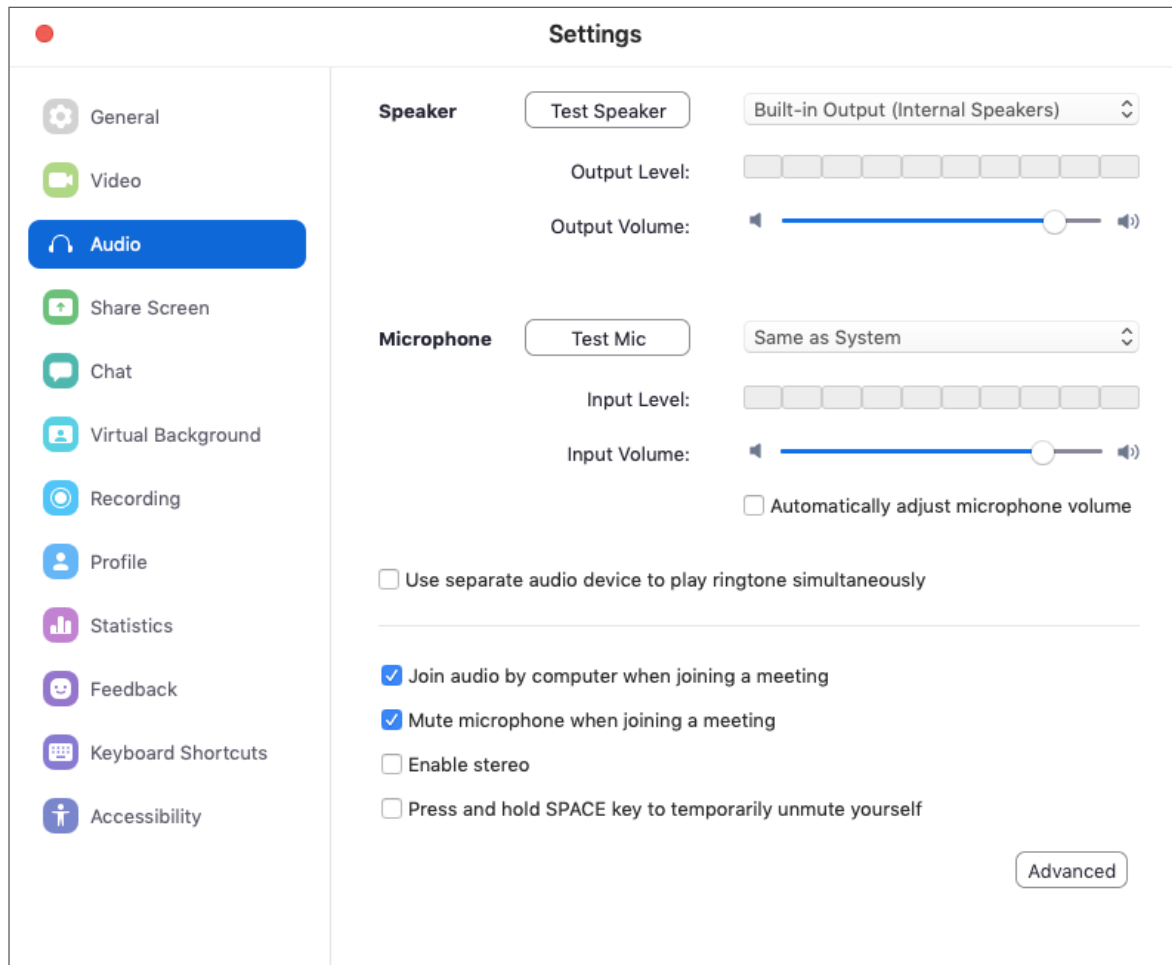 Settings
General
Video
Audio
Share Screen
Chat
Virtual Background
Recording
Profile
Statistics
Feedback
Keyboard Shortcuts
Accessibility
Speaker Test Speaker Built-in Output (Internal Speakers)
Output Level:
Output Volume:
Microphone Test Mic Same as System
Input Level:
Input Volume:
Automatically adjust microphone volume
Use separate audio device to play ringtone simultaneously
Join audio by computer when joining a meeting
Mute microphone when joining a meeting
Enable stereo
Press and hold SPACE key to temporarily unmute yourself
Advanced